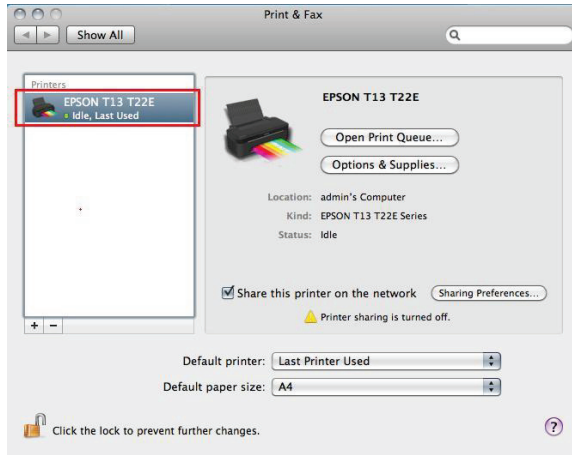 Print & Fax
Show All
Printers
EPSON T13 T22E
Idle, Last Used
EPSON T13 T22E
Open Print Queue...
Options & Supplies...
Location: admin's Computer
Kind: EPSON T13 T22E Series
Status: Idle
Share this printer on the network
Sharing Preferences...
Printer sharing is turned off.
+ −
Default printer: Last Printer Used
Default paper size: A4
Click the lock to prevent further changes.
?